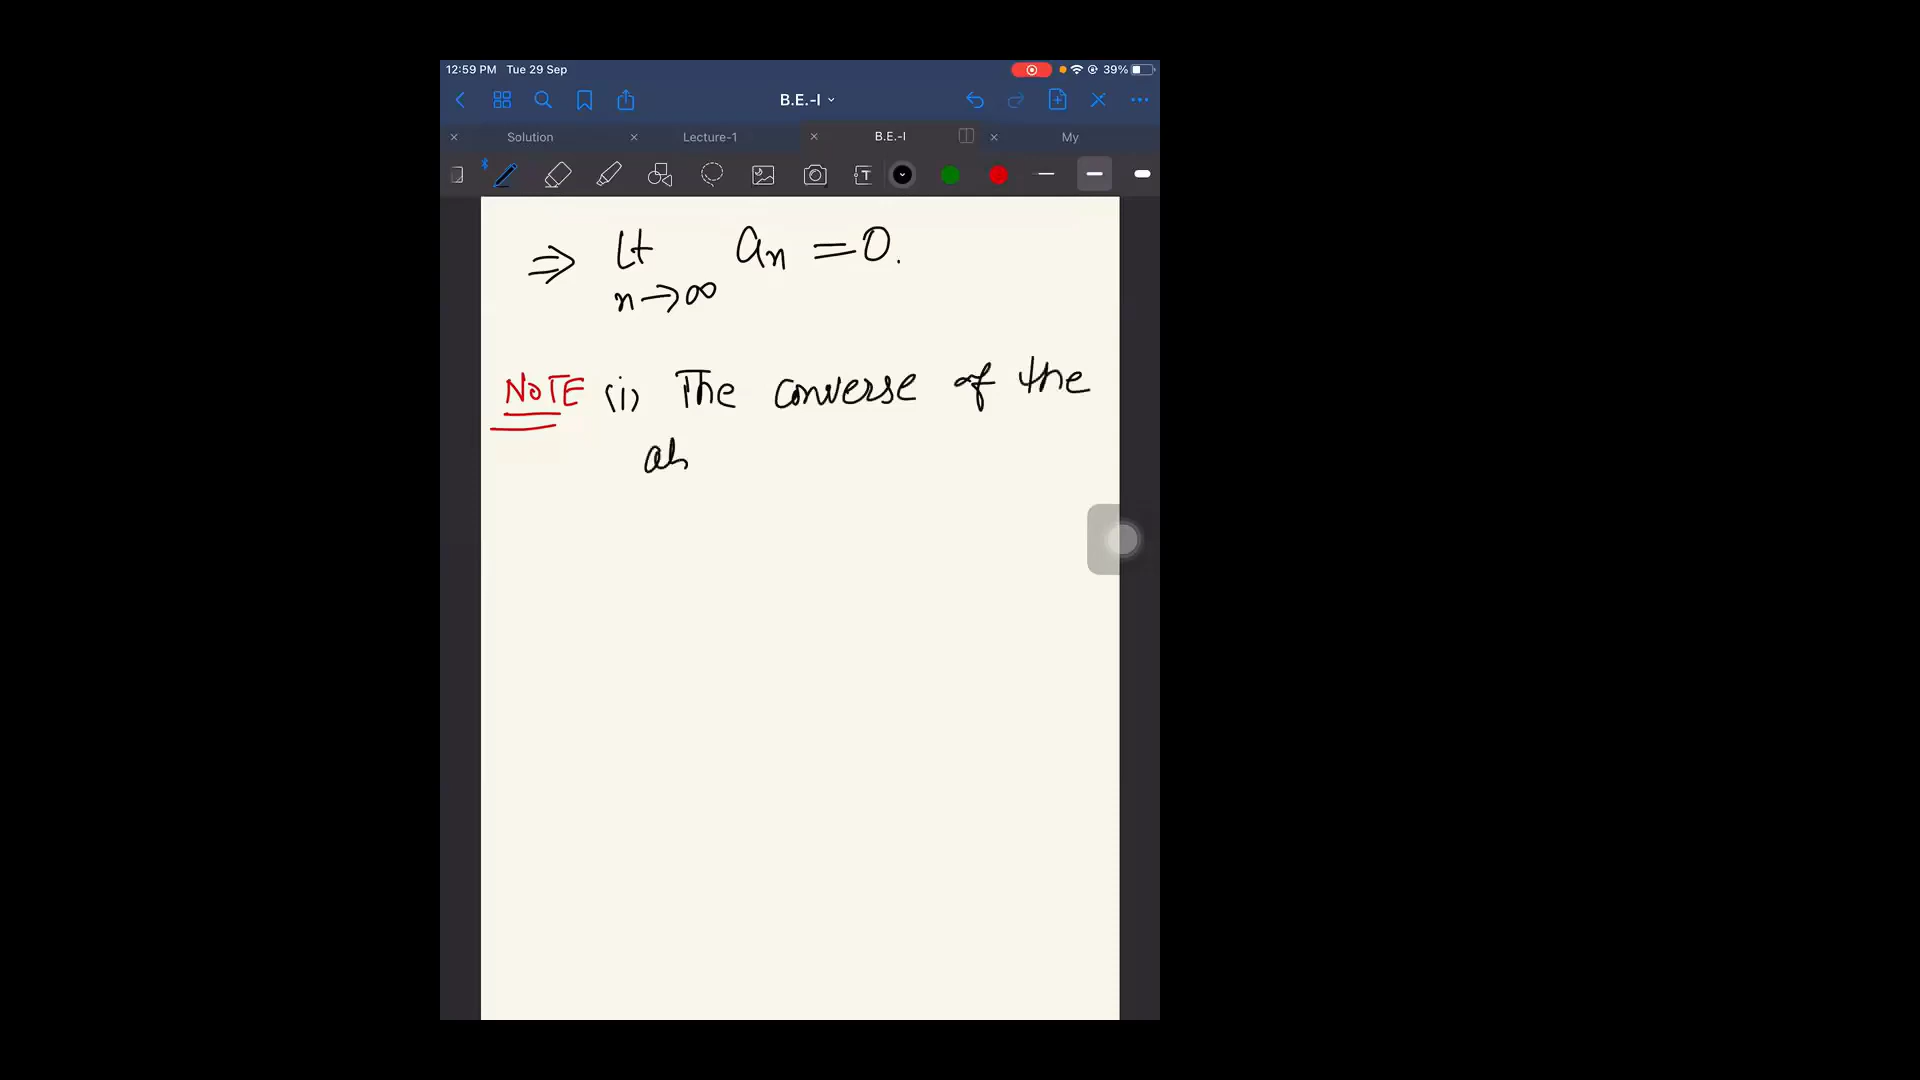 12:59 PM Tue 29 Sep 39%
B.E.-I
Solution Lecture-1 B.E.-I My
T
⇒ Lt aₙ = 0.
n→∞
NOTE (i) The converse of the